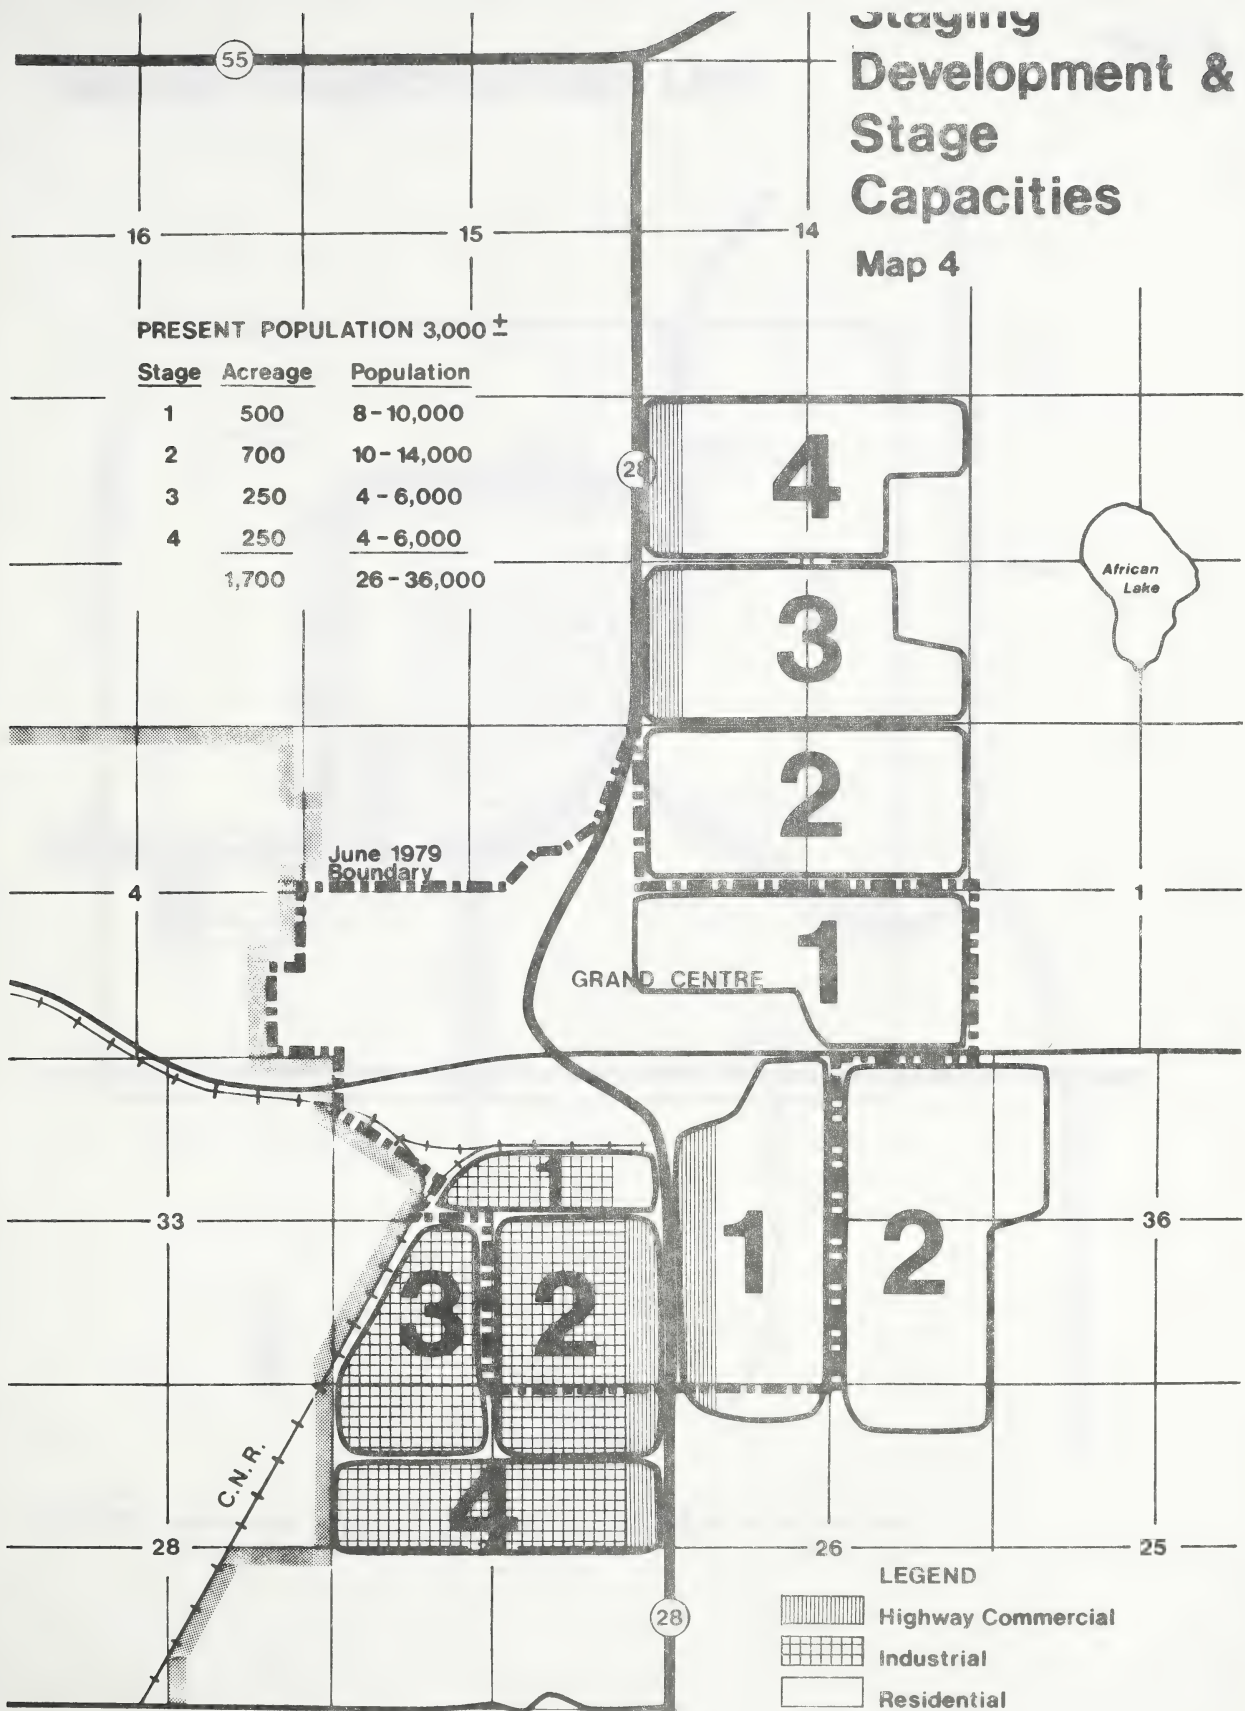 Staging
Development &
Stage
Capacities
Map 4
55
16
15
14
PRESENT POPULATION 3,000 ±
Stage Acreage Population
1 500 8-10,000
2 700 10-14,000
3 250 4-6,000
4 250 4-6,000
1,700 26-36,000
28
4
3
2
1
African
Lake
June 1979
Boundary
4
1
GRAND CENTRE
1
2
1
3
2
4
33
36
C.N.R.
28
26
25
28
LEGEND
Highway Commercial
Industrial
Residential